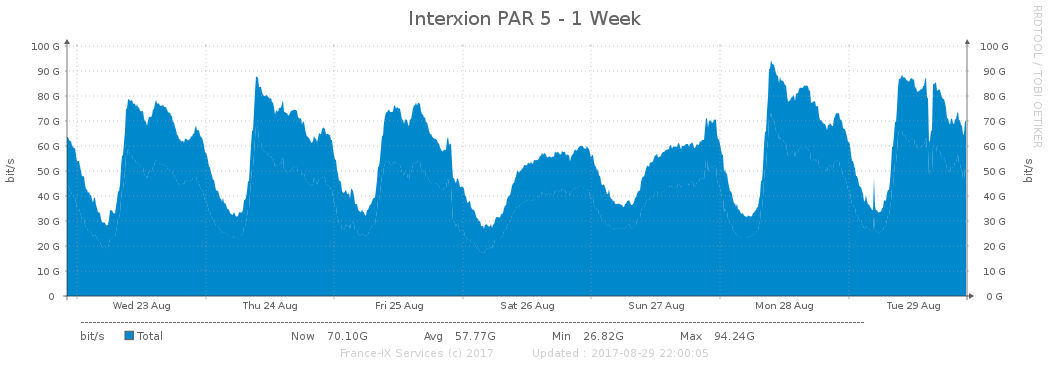 Interxion PAR 5 - 1 Week
RRDTOOL / TOBI OETIKER
bit/s
100 G
90 G
80 G
70 G
60 G
50 G
40 G
30 G
20 G
10 G
0
100 G
90 G
80 G
70 G
60 G
50 G
40 G
30 G
20 G
10 G
0 G
bit/s
Wed 23 Aug Thu 24 Aug Fri 25 Aug Sat 26 Aug Sun 27 Aug Mon 28 Aug Tue 29 Aug
bit/s Total Now 70.10G Avg 57.77G Min 26.82G Max 94.24G
France-IX Services (c) 2017 Updated : 2017-08-29 22:00:05